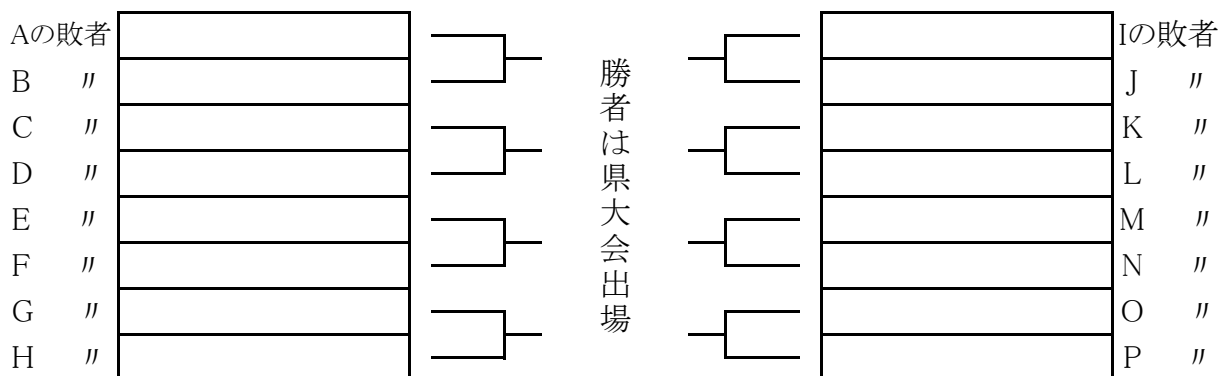 Aの敗者
B 〃
C 〃
D 〃
E 〃
F 〃
G 〃
H 〃
勝者は県大会出場
Iの敗者
J 〃
K 〃
L 〃
M 〃
N 〃
O 〃
P 〃